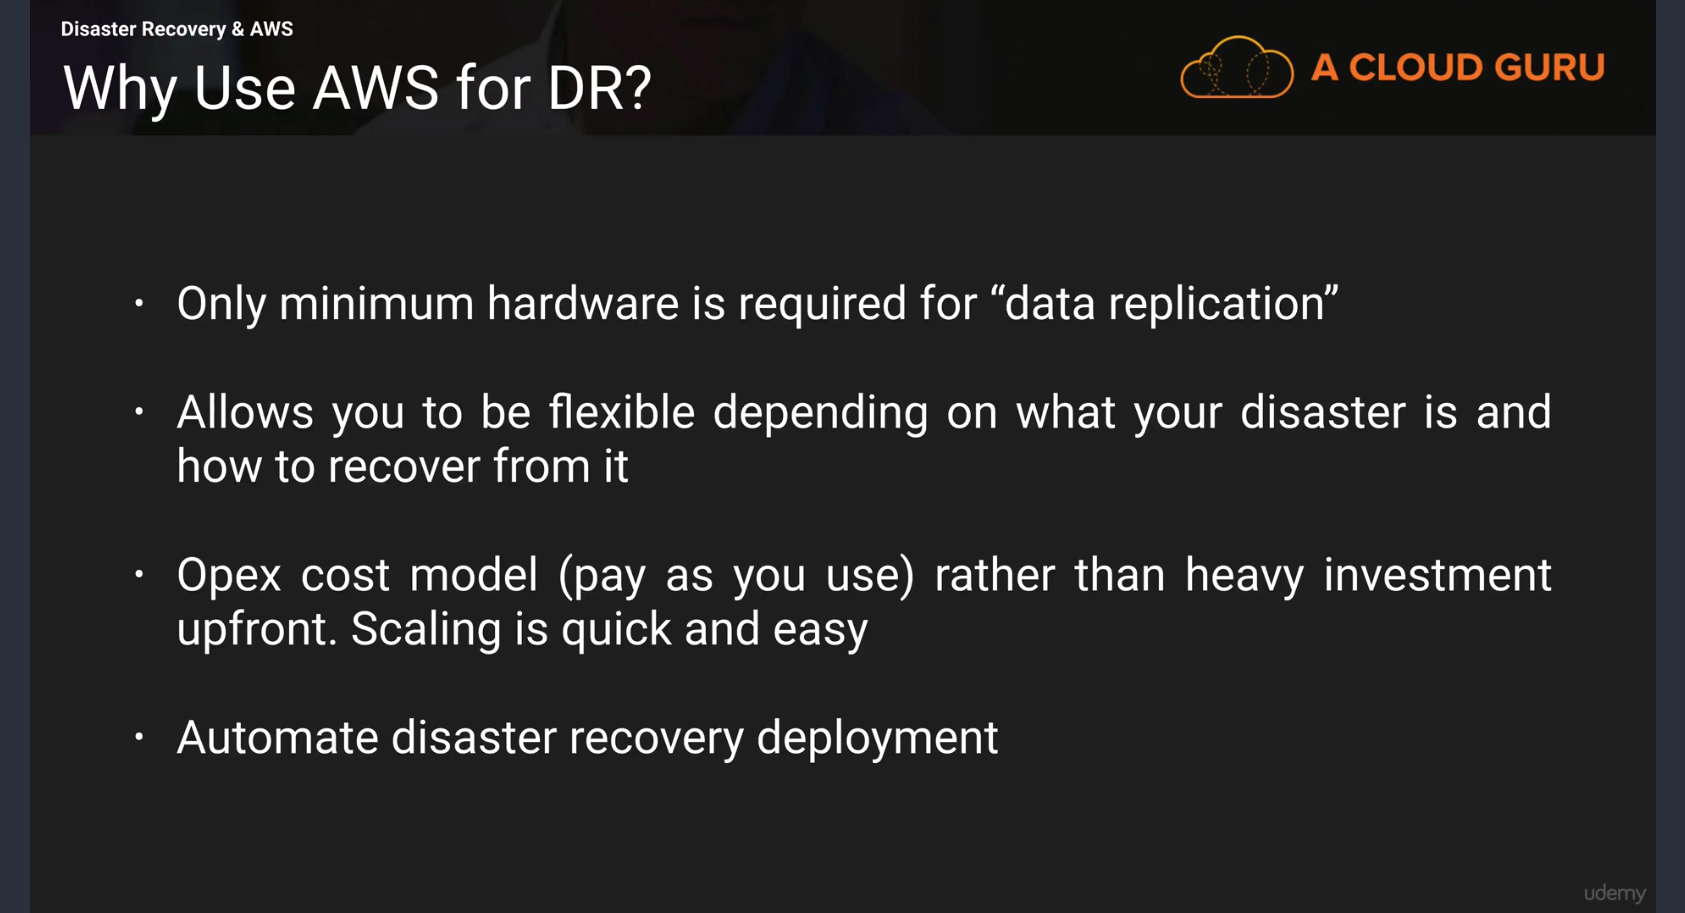 Disaster Recovery & AWS
Why Use AWS for DR?
A CLOUD GURU
• Only minimum hardware is required for “data replication”
• Allows you to be flexible depending on what your disaster is and
how to recover from it
• Opex cost model (pay as you use) rather than heavy investment
upfront. Scaling is quick and easy
• Automate disaster recovery deployment
udemy